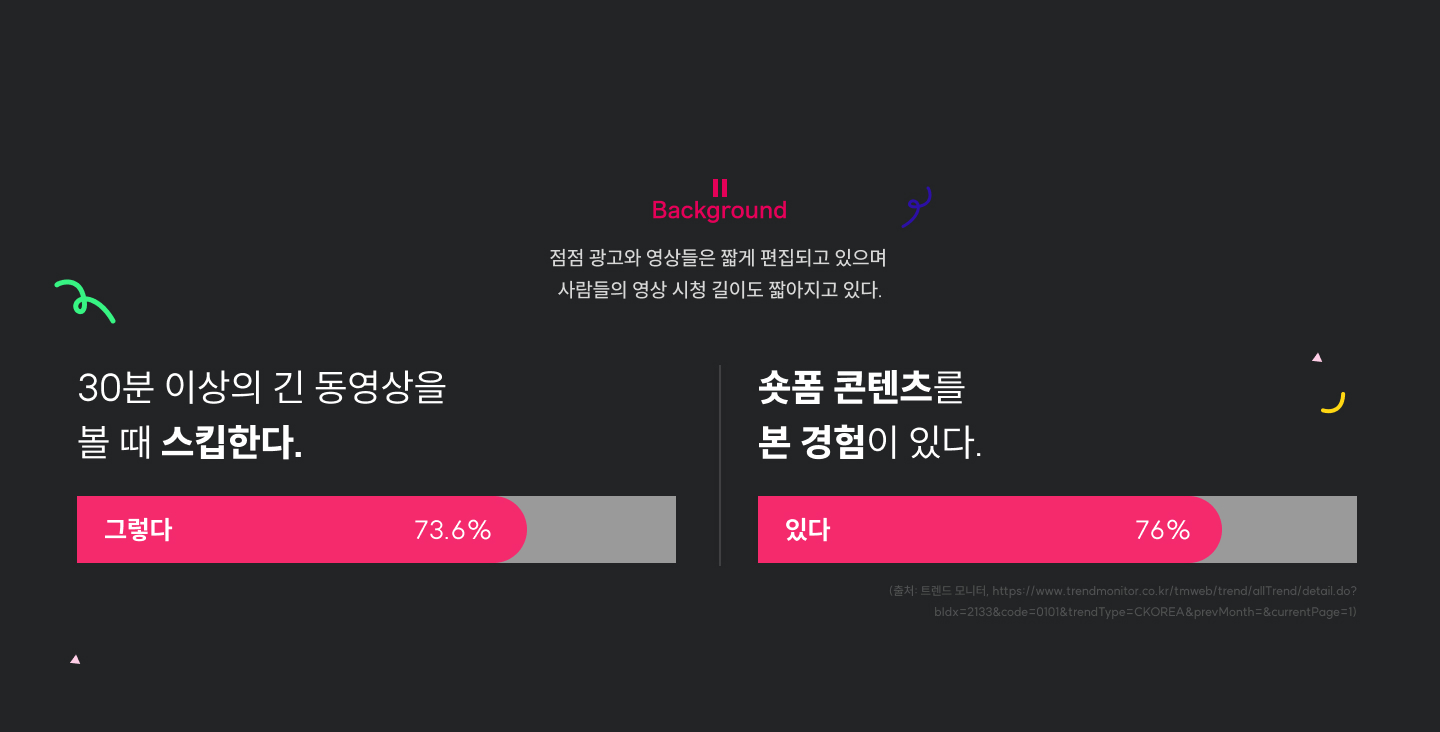 Background
점점 광고와 영상들은 짧게 편집되고 있으며
사람들의 영상 시청 길이도 짧아지고 있다.
30분 이상의 긴 동영상을
볼 때 스킵한다.
그렇다 73.6%
숏폼 콘텐츠를
본 경험이 있다.
있다 76%
(출처: 트렌드 모니터, https://www.trendmonitor.co.kr/tmweb/trend/allTrend/detail.do?
bIdx=2133&code=0101&trendType=CKOREA&prevMonth=&currentPage=1)